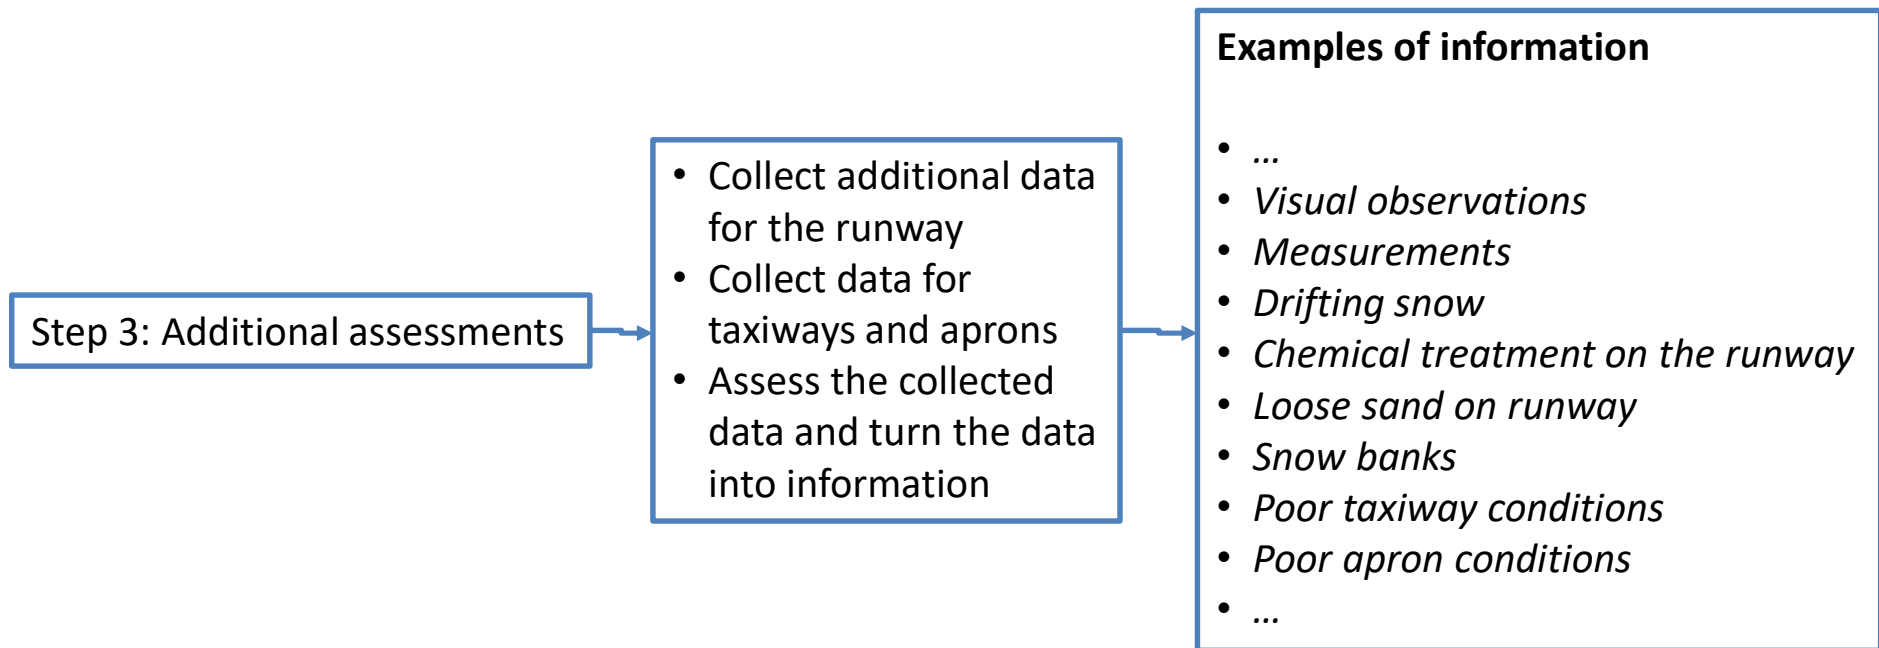 Step 3: Additional assessments
• Collect additional data
for the runway
• Collect data for
taxiways and aprons
• Assess the collected
data and turn the data
into information
Examples of information
• ...
• Visual observations
• Measurements
• Drifting snow
• Chemical treatment on the runway
• Loose sand on runway
• Snow banks
• Poor taxiway conditions
• Poor apron conditions
• ...